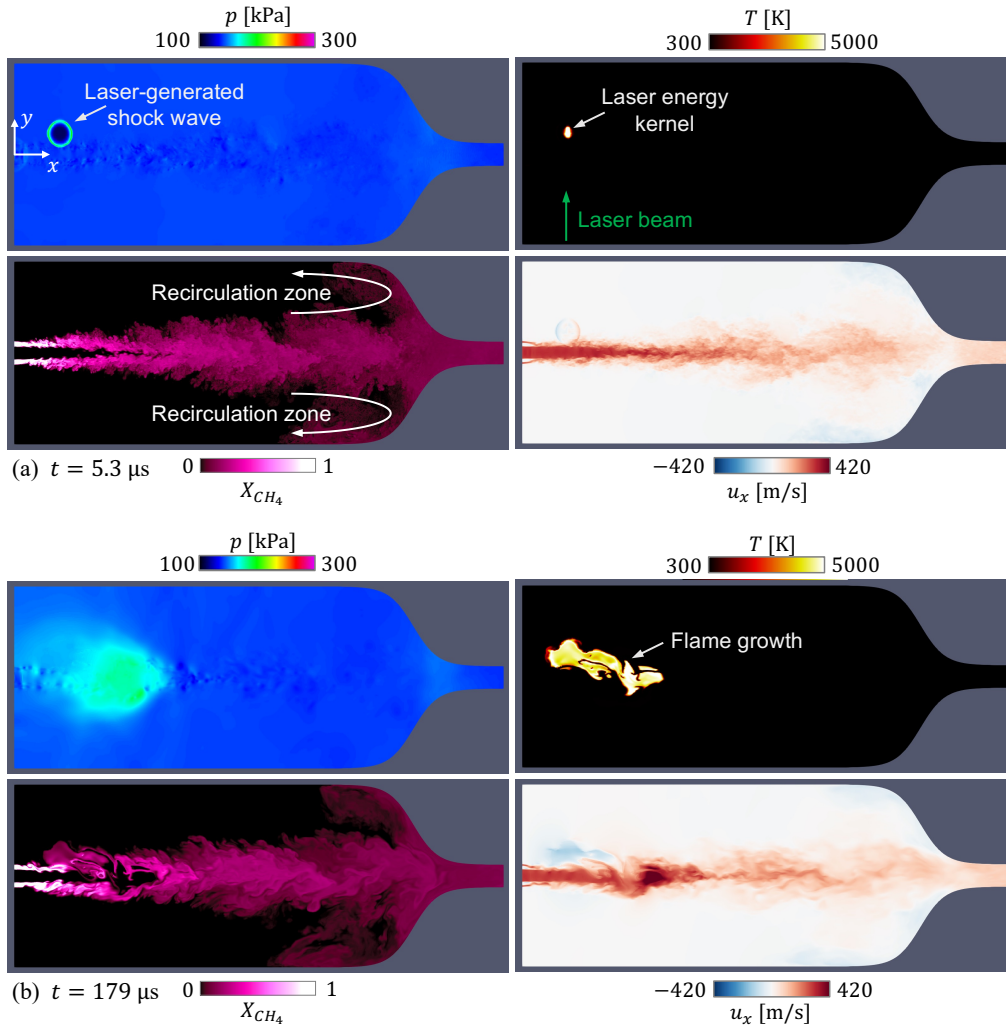 p [kPa]
100 300
T [K]
300 5000
Laser-generated
shock wave
y
x
Laser energy
kernel
Laser beam
Recirculation zone
Recirculation zone
(a) t = 5.3 μs
0 1
X_{CH_4}
−420 420
u_x [m/s]
p [kPa]
100 300
T [K]
300 5000
Flame growth
(b) t = 179 μs
0 1
X_{CH_4}
−420 420
u_x [m/s]